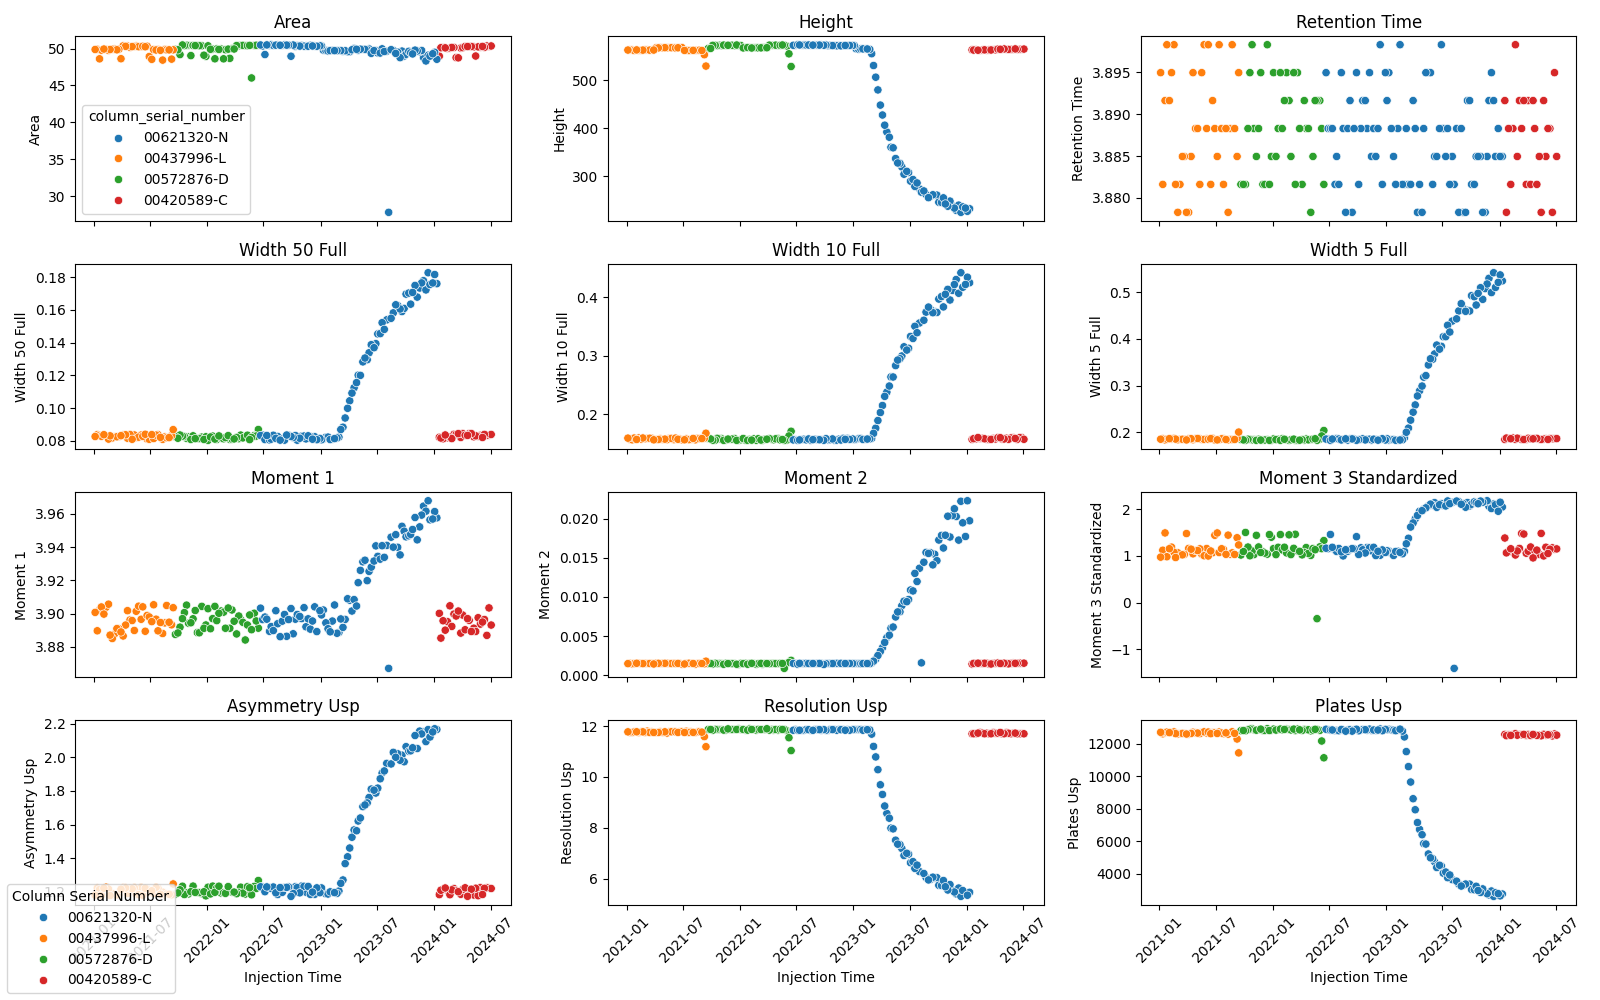 Area
Area
50
45
40
35
30
column_serial_number
00621320-N
00437996-L
00572876-D
00420589-C
Height
Height
500
400
300
Retention Time
Retention Time
3.895
3.890
3.885
3.880
Width 50 Full
Width 50 Full
0.18
0.16
0.14
0.12
0.10
0.08
Width 10 Full
Width 10 Full
0.4
0.3
0.2
Width 5 Full
Width 5 Full
0.5
0.4
0.3
0.2
Moment 1
Moment 1
3.96
3.94
3.92
3.90
3.88
Moment 2
Moment 2
0.020
0.015
0.010
0.005
0.000
Moment 3 Standardized
Moment 3 Standardized
2
1
0
−1
Asymmetry Usp
Asymmetry Usp
2.2
2.0
1.8
1.6
1.4
1.2
2021-01
2021-07
2022-01
2022-07
2023-01
2023-07
2024-01
2024-07
Injection Time
Column Serial Number
00621320-N
00437996-L
00572876-D
00420589-C
Resolution Usp
Resolution Usp
12
10
8
6
2021-01
2021-07
2022-01
2022-07
2023-01
2023-07
2024-01
2024-07
Injection Time
Plates Usp
Plates Usp
12000
10000
8000
6000
4000
2021-01
2021-07
2022-01
2022-07
2023-01
2023-07
2024-01
2024-07
Injection Time